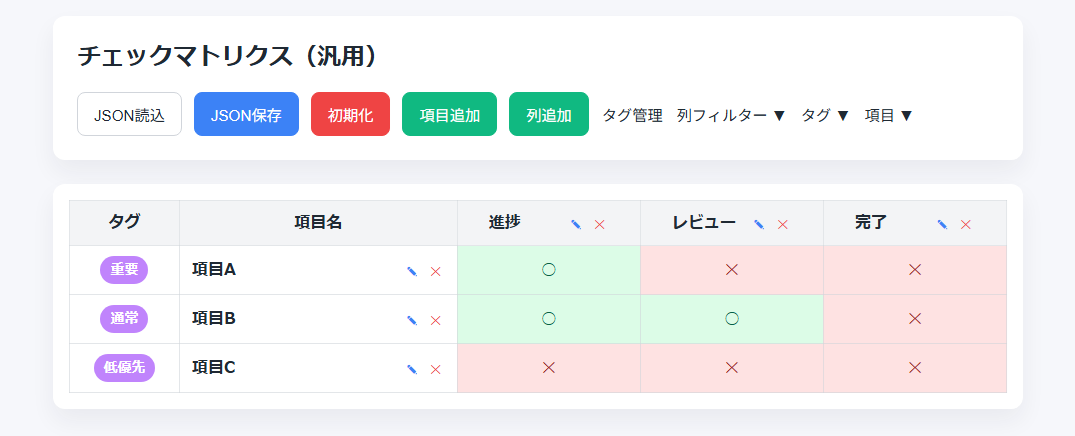 チェックマトリクス（汎用）
JSON読込 JSON保存 初期化 項目追加 列追加 タグ管理 列フィルター ▼ タグ ▼ 項目 ▼
タグ 項目名 進捗 レビュー 完了
重要 項目A 〇 × ×
通常 項目B 〇 〇 ×
低優先 項目C × × ×